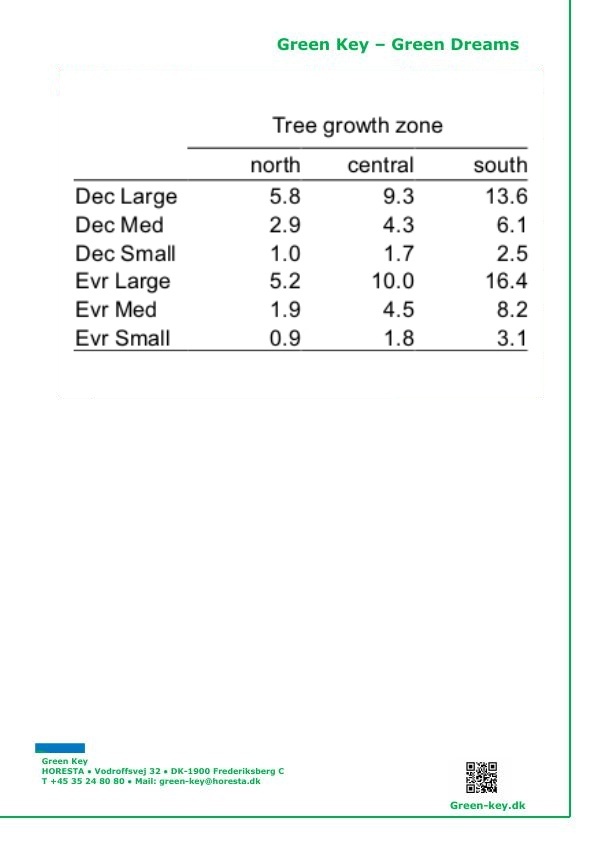 Green Key – Green Dreams
Tree growth zone
north central south
Dec Large 5.8 9.3 13.6
Dec Med 2.9 4.3 6.1
Dec Small 1.0 1.7 2.5
Evr Large 5.2 10.0 16.4
Evr Med 1.9 4.5 8.2
Evr Small 0.9 1.8 3.1
Green Key
HORESTA • Vodroffsvej 32 • DK-1900 Frederiksberg C
T +45 35 24 80 80 • Mail: green-key@horesta.dk
Green-key.dk